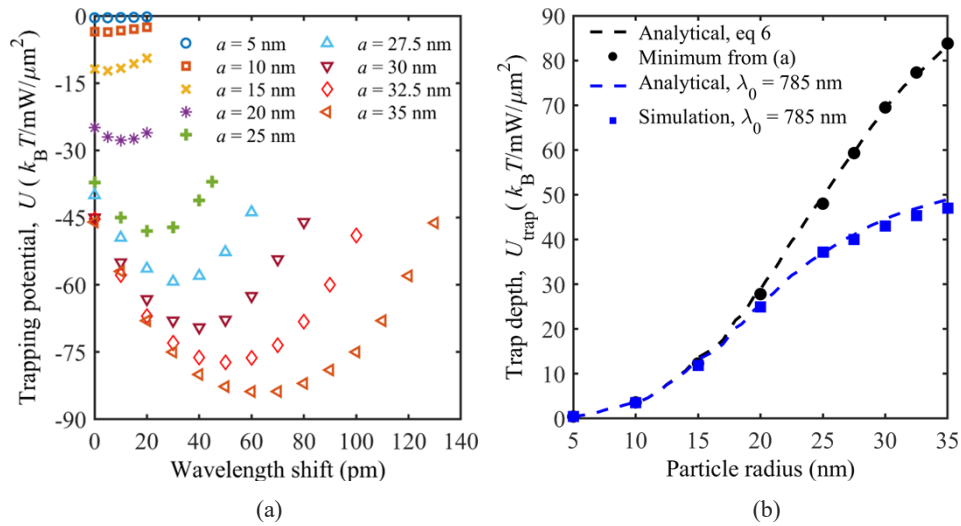 Trapping potential, U ( k_B T/mW/μm²)
0
-15
-30
-45
-60
-75
-90
a = 5 nm
a = 10 nm
a = 15 nm
a = 20 nm
a = 25 nm
a = 27.5 nm
a = 30 nm
a = 32.5 nm
a = 35 nm
0 20 40 60 80 100 120 140
Wavelength shift (pm)
(a)
Trap depth, U_trap ( k_B T/mW/μm²)
90
80
70
60
50
40
30
20
10
0
Analytical, eq 6
Minimum from (a)
Analytical, λ₀ = 785 nm
Simulation, λ₀ = 785 nm
5 10 15 20 25 30 35
Particle radius (nm)
(b)